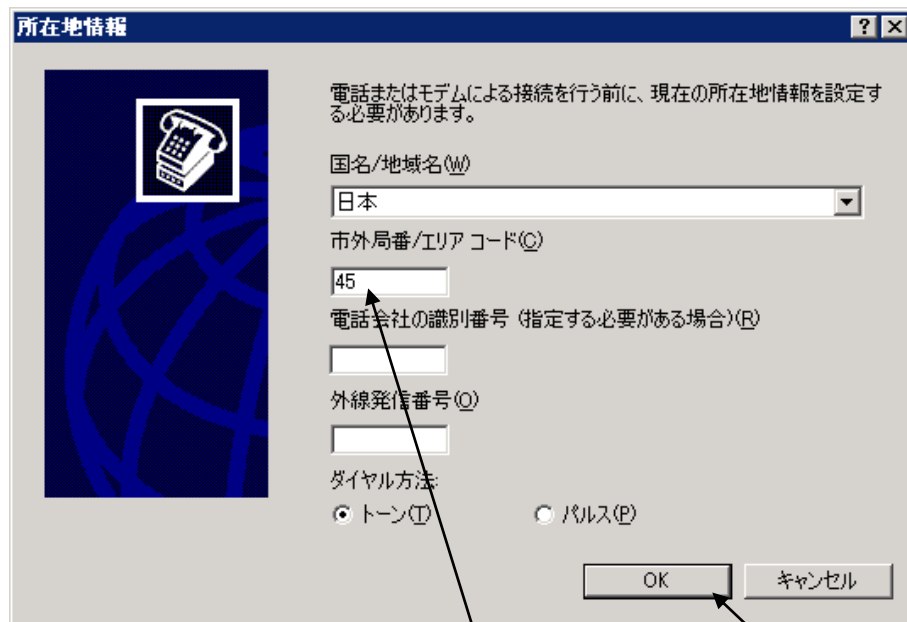 所在地情報
電話またはモデムによる接続を行う前に、現在の所在地情報を設定す
る必要があります。
国名/地域名(W)
日本
市外局番/エリア コード(C)
45
電話会社の識別番号 (指定する必要がある場合)(R)
外線発信番号(O)
ダイヤル方法:
トーン(T) パルス(P)
OK キャンセル